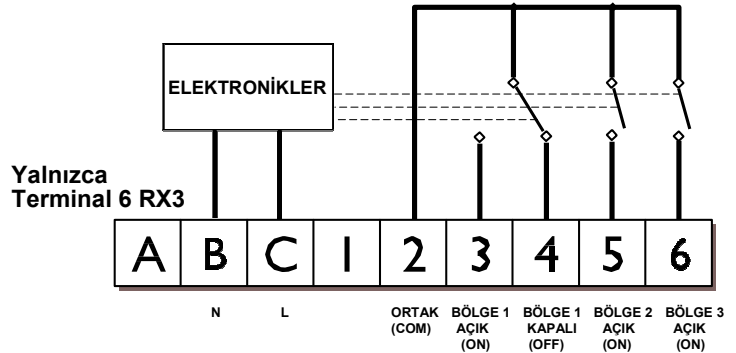 ELEKTRONİKLER
Yalnızca
Terminal 6 RX3
A B C 1 2 3 4 5 6
N L ORTAK BÖLGE 1 BÖLGE 1 BÖLGE 2 BÖLGE 3
(COM) AÇIK KAPALI AÇIK AÇIK
(ON) (OFF) (ON) (ON)